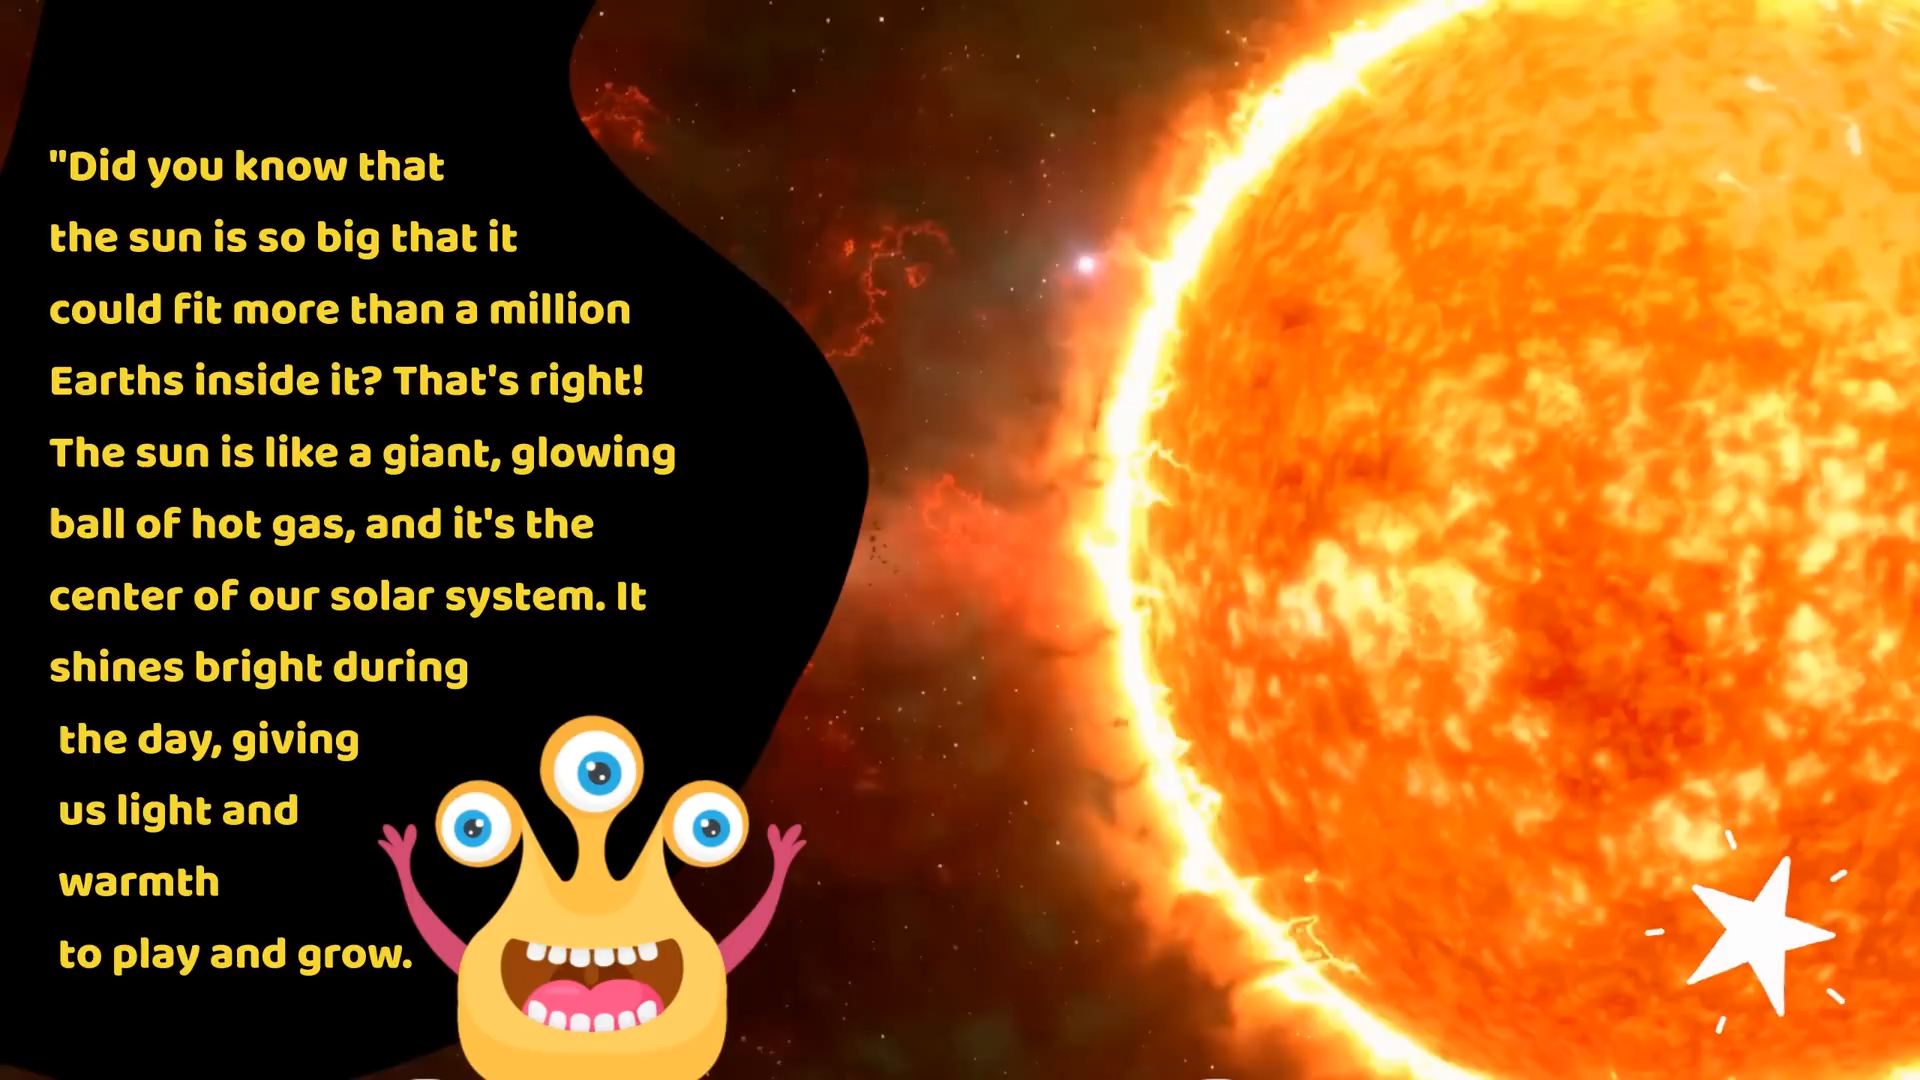 "Did you know that
the sun is so big that it
could fit more than a million
Earths inside it? That's right!
The sun is like a giant, glowing
ball of hot gas, and it's the
center of our solar system. It
shines bright during
the day, giving
us light and
warmth
to play and grow.